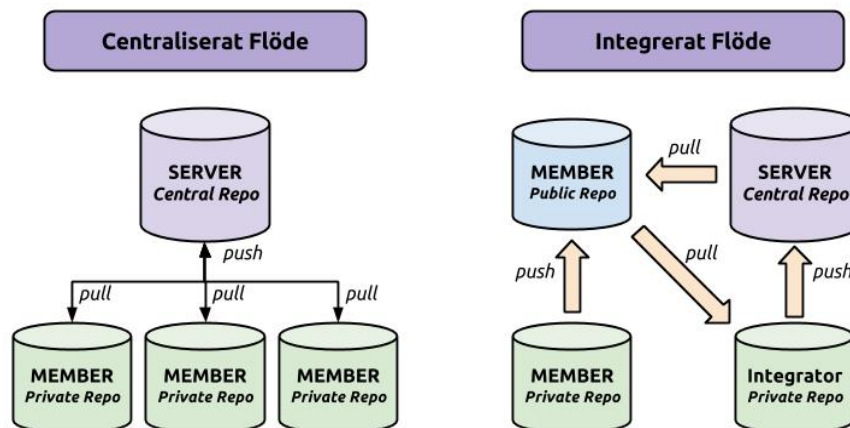 Centraliserat Flöde
SERVER
Central Repo
push
pull
pull
pull
MEMBER
Private Repo
MEMBER
Private Repo
MEMBER
Private Repo
Integrerat Flöde
MEMBER
Public Repo
pull
SERVER
Central Repo
push
pull
push
MEMBER
Private Repo
Integrator
Private Repo